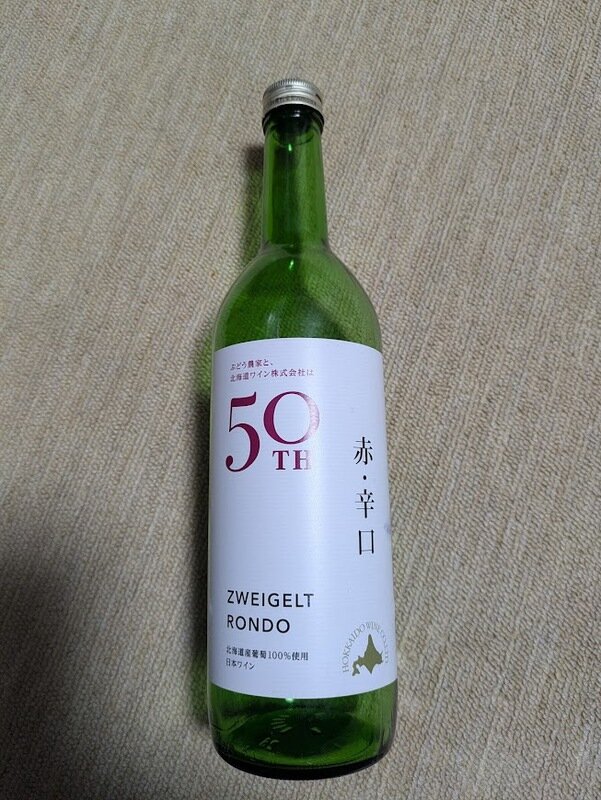 ぶどう農家と、
北海道ワイン株式会社は
50
TH
赤・辛口
ZWEIGELT
RONDO
北海道産葡萄100%使用
日本ワイン
HOKKAIDO WINE CO.,LTD.